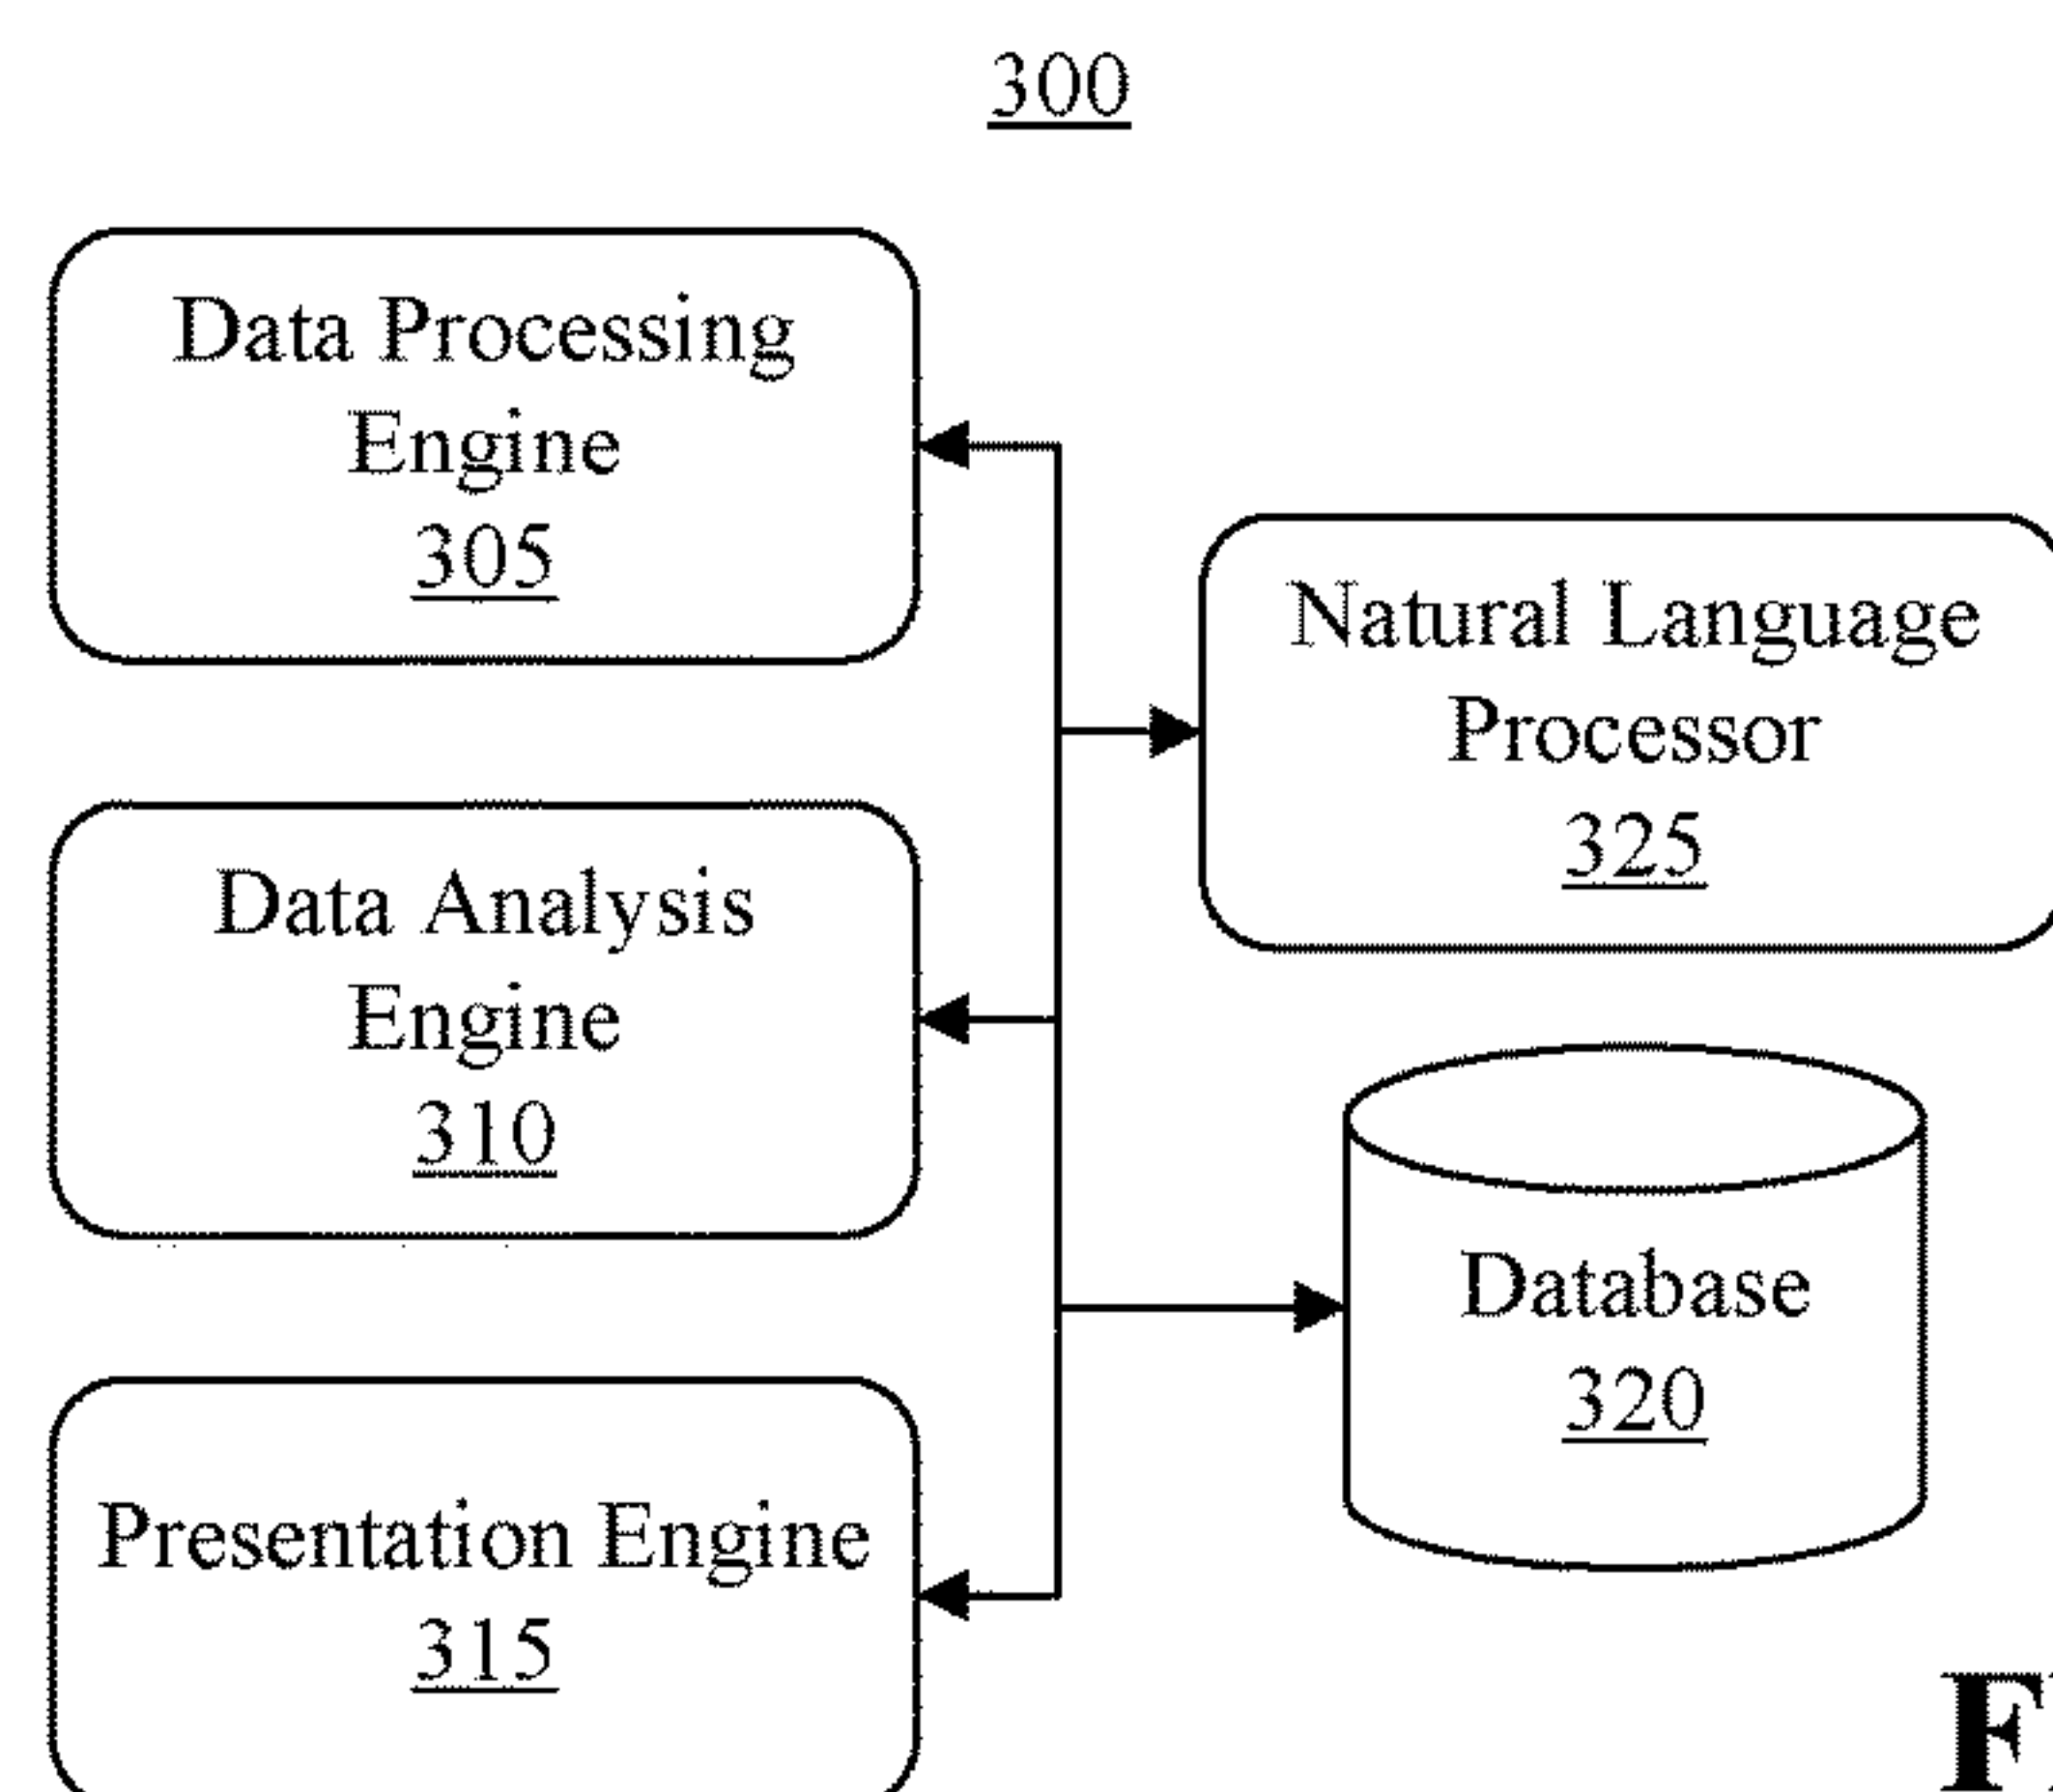 300
Data Processing
Engine
305
Natural Language
Processor
325
Data Analysis
Engine
310
Database
320
Presentation Engine
315